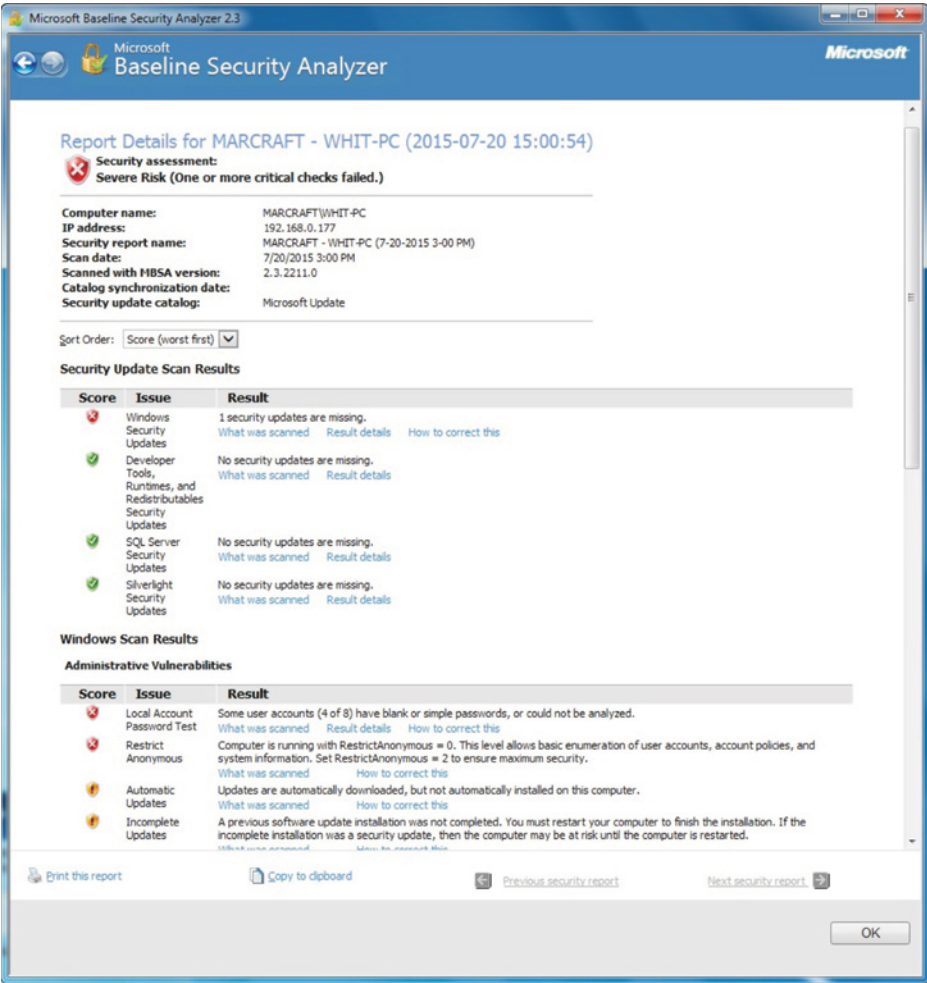 Microsoft Baseline Security Analyzer 2.3
Microsoft
Baseline Security Analyzer
Microsoft
Report Details for MARCRAFT - WHIT-PC (2015-07-20 15:00:54)
Security assessment:
Severe Risk (One or more critical checks failed.)
Computer name: MARCRAFT\WHIT-PC
IP address: 192.168.0.177
Security report name: MARCRAFT - WHIT-PC (7-20-2015 3-00 PM)
Scan date: 7/20/2015 3:00 PM
Scanned with MBSA version: 2.3.2211.0
Catalog synchronization date:
Security update catalog: Microsoft Update
Sort Order: Score (worst first)
Security Update Scan Results
Score Issue Result
Windows 1 security updates are missing.
Security What was scanned Result details How to correct this
Updates
Developer No security updates are missing.
Tools, What was scanned Result details
Runtimes, and
Redistributables
Security
Updates
SQL Server No security updates are missing.
Security What was scanned Result details
Updates
Silverlight No security updates are missing.
Security What was scanned Result details
Updates
Windows Scan Results
Administrative Vulnerabilities
Score Issue Result
Local Account Some user accounts (4 of 8) have blank or simple passwords, or could not be analyzed.
Password Test What was scanned Result details How to correct this
Restrict Computer is running with RestrictAnonymous = 0. This level allows basic enumeration of user accounts, account policies, and
Anonymous system information. Set RestrictAnonymous = 2 to ensure maximum security.
What was scanned How to correct this
Automatic Updates are automatically downloaded, but not automatically installed on this computer.
Updates What was scanned How to correct this
Incomplete A previous software update installation was not completed. You must restart your computer to finish the installation. If the
Updates incomplete installation was a security update, then the computer may be at risk until the computer is restarted.
What was scanned How to correct this
Print this report Copy to clipboard Previous security report Next security report
OK